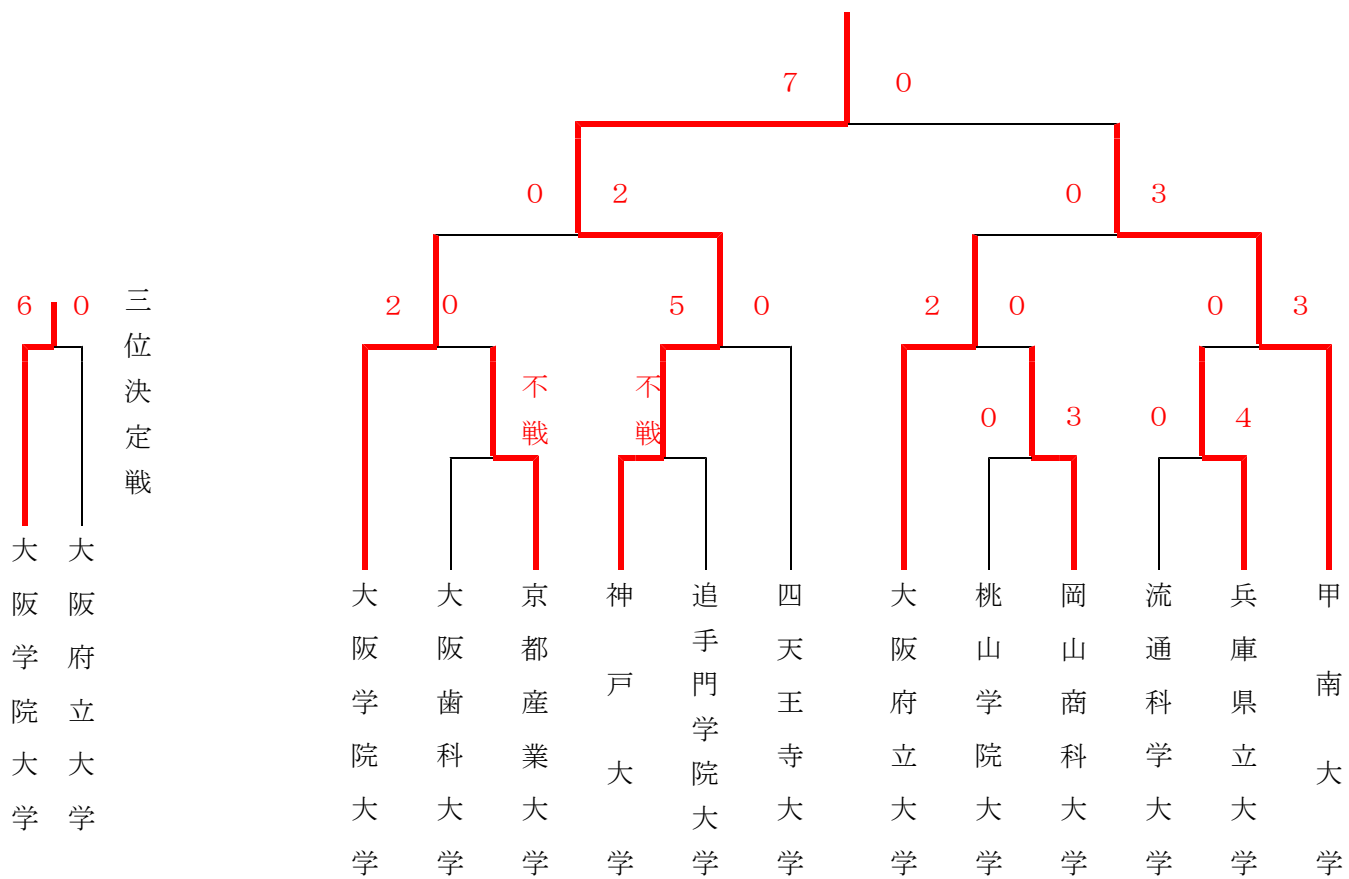 ７ ０
０ ２ ０ ３
６ ０ 三位決定戦 ２ ０ ５ ０ ２ ０ ０ ３
不戦 不戦 ０ ３ ０ ４
大阪学院大学
大阪府立大学
大阪学院大学
大阪歯科大学
京都産業大学
神戸大学
追手門学院大学
四天王寺大学
大阪府立大学
桃山学院大学
岡山商科大学
流通科学大学
兵庫県立大学
甲南大学